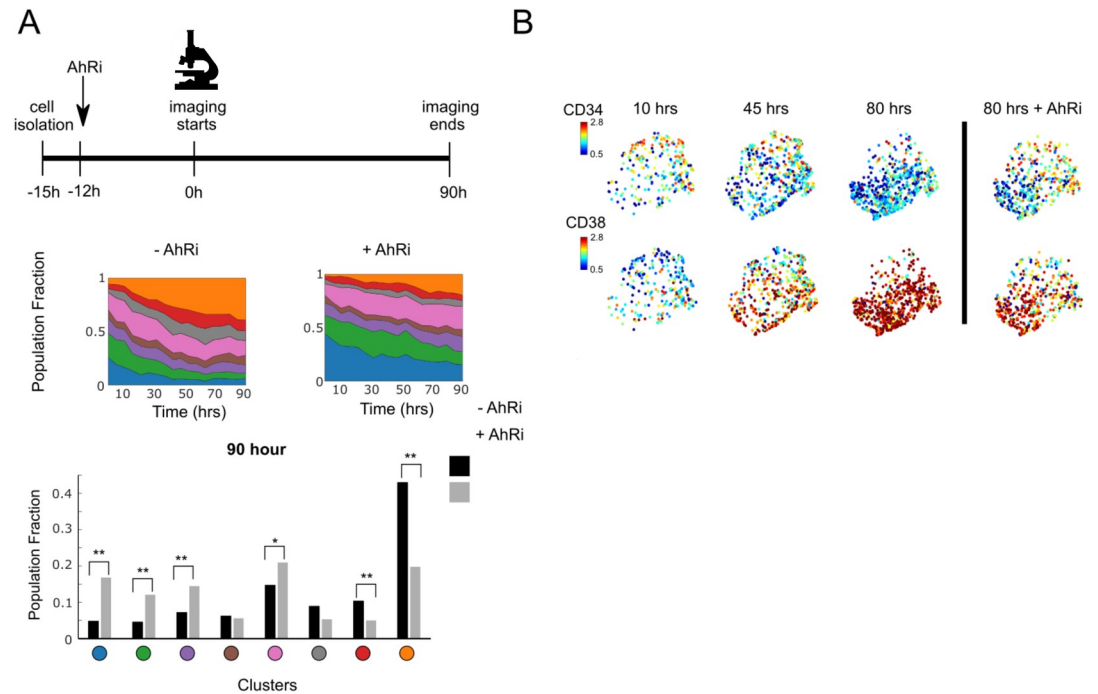 A
AhRi
cell
isolation
imaging
starts
imaging
ends
-15h
-12h
0h
90h
- AhRi
+ AhRi
Population Fraction
1
0.5
0
10
30
50
70
90
Time (hrs)
1
0.5
0
10
30
50
70
90
Time (hrs)
- AhRi
+ AhRi
90 hour
Population Fraction
0.4
0.3
0.2
0.1
0
**
**
**
*
**
**
Clusters
B
CD34
2.8
0.5
10 hrs
45 hrs
80 hrs
80 hrs + AhRi
CD38
2.8
0.5